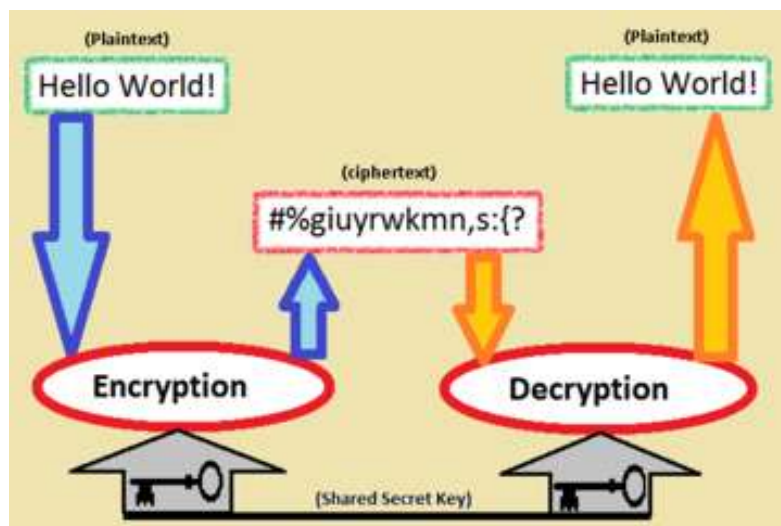 (Plaintext)
Hello World!
(Plaintext)
Hello World!
(ciphertext)
#%giuyrwkmn,s:{?
Encryption
Decryption
(Shared Secret Key)